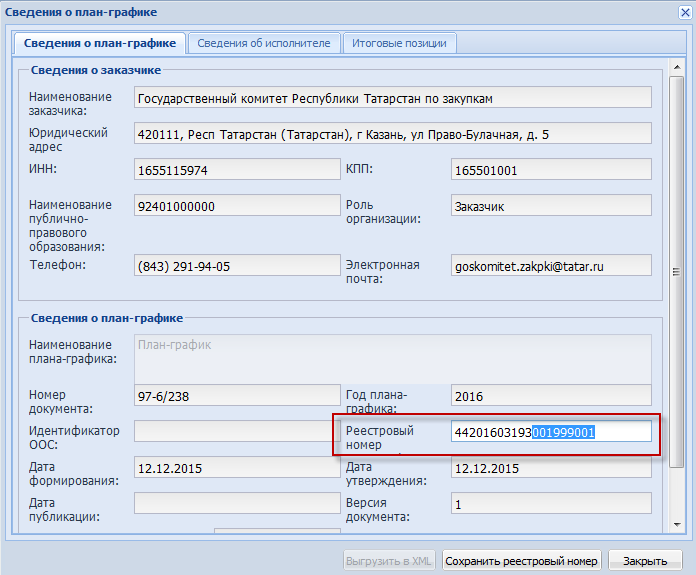 Сведения о план-графике
Сведения о план-графике
Сведения об исполнителе
Итоговые позиции
Сведения о заказчике
Наименование
заказчика:
Государственный комитет Республики Татарстан по закупкам
Юридический
адрес
420111, Респ Татарстан (Татарстан), г Казань, ул Право-Булачная, д. 5
ИНН:
1655115974
КПП:
165501001
Наименование
публично-
правового
образования:
92401000000
Роль
организации:
Заказчик
Телефон:
(843) 291-94-05
Электронная
почта:
goskomitet.zakpki@tatar.ru
Сведения о план-графике
Наименование
плана-графика:
План-график
Номер
документа:
97-6/238
Год плана-
графика:
2016
Идентификатор
ООС:
Реестровый
номер
44201603193001999001
Дата
формирования:
12.12.2015
Дата
утверждения:
12.12.2015
Дата
публикации:
Версия
документа:
1
Выгрузить в XML
Сохранить реестровый номер
Закрыть